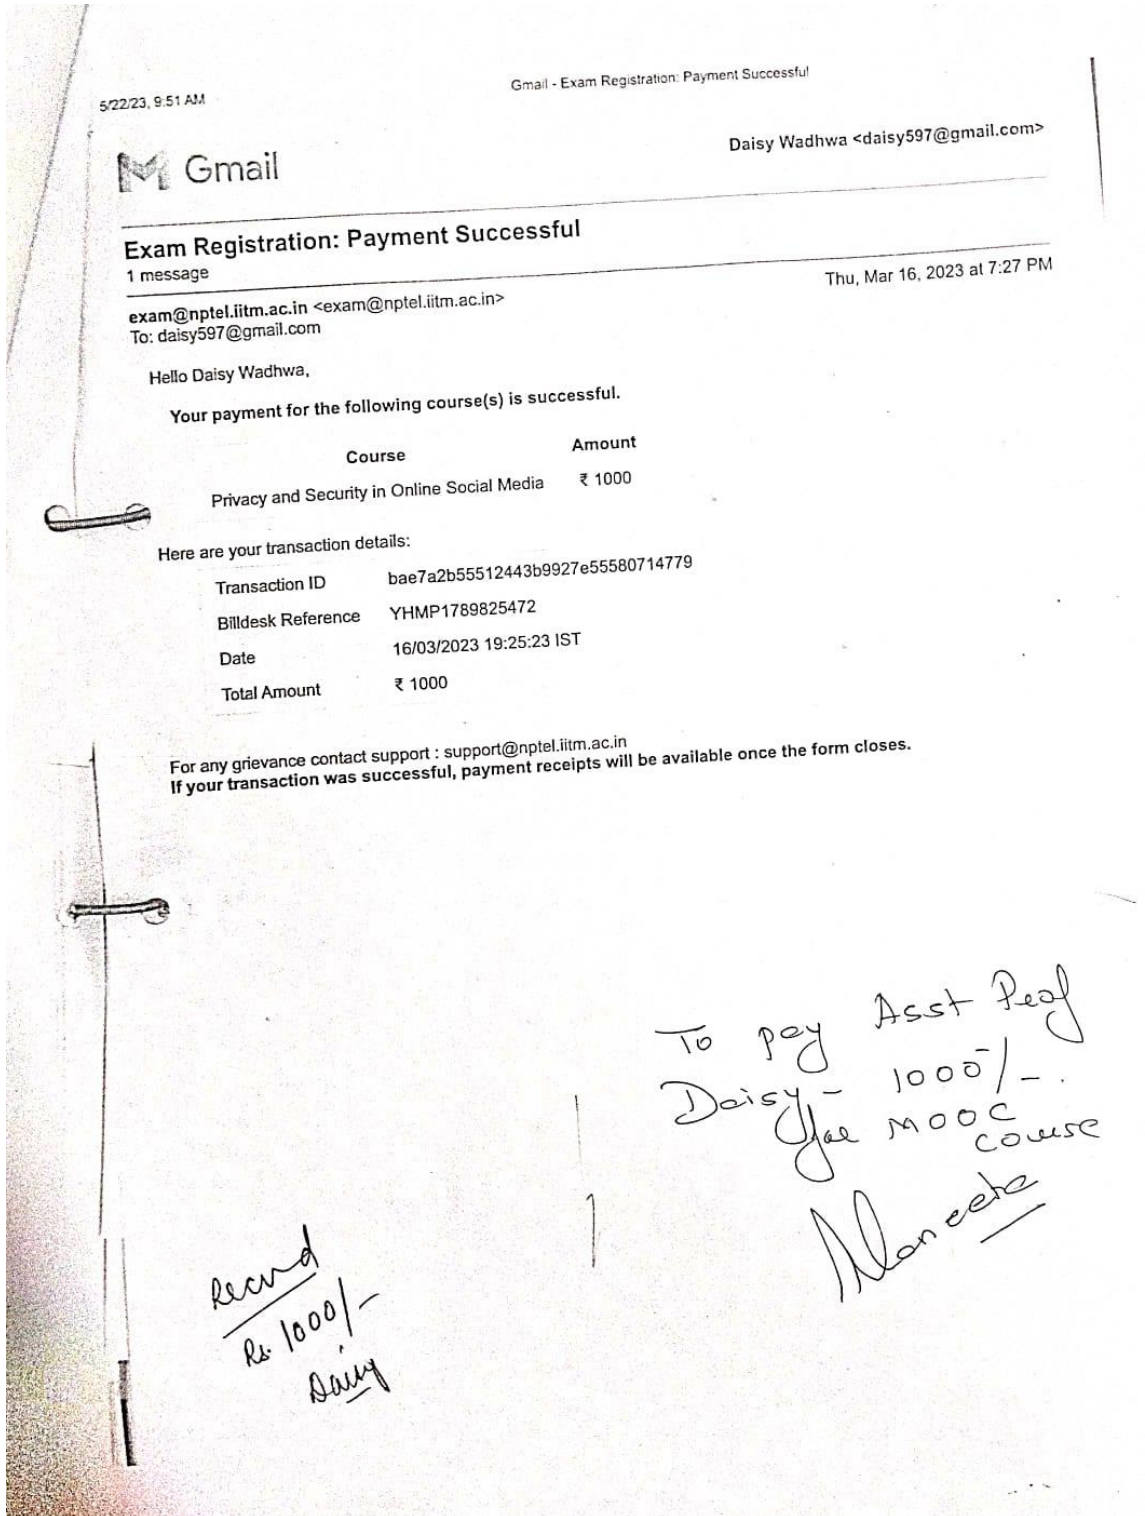 5/22/23, 9:51 AM
Gmail - Exam Registration: Payment Successful
Gmail
Daisy Wadhwa <daisy597@gmail.com>
Exam Registration: Payment Successful
1 message
exam@nptel.iitm.ac.in <exam@nptel.iitm.ac.in>
Thu, Mar 16, 2023 at 7:27 PM
To: daisy597@gmail.com
Hello Daisy Wadhwa,
Your payment for the following course(s) is successful.
Course Amount
Privacy and Security in Online Social Media ₹ 1000
Here are your transaction details:
Transaction ID bae7a2b55512443b9927e55580714779
Billdesk Reference YHMP1789825472
Date 16/03/2023 19:25:23 IST
Total Amount ₹ 1000
For any grievance contact support : support@nptel.iitm.ac.in
If your transaction was successful, payment receipts will be available once the form closes.
To pay Asst Prof
Daisy - 1000/-.
for MOOC
course
Recvd
Rs. 1000/-
Daisy